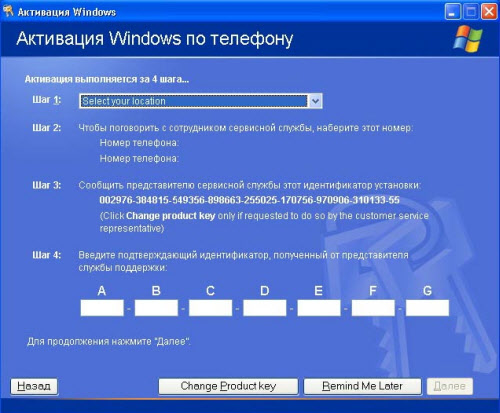 Активация Windows
Активация Windows по телефону
Активация выполняется за 4 шага...
Шаг 1: Select your location
Шаг 2: Чтобы поговорить с сотрудником сервисной службы, наберите этот номер:
Номер телефона:
Номер телефона:
Шаг 3: Сообщить представителю сервисной службы этот идентификатор установки:
002976-384815-549356-898663-255025-170756-970906-310133-55
(Click Change product key only if requested to do so by the customer service
representative)
Шаг 4: Введите подтверждающий идентификатор, полученный от представителя
службы поддержки:
A B C D E F G
- - - - - -
Для продолжения нажмите "Далее".
Назад Change Product key Remind Me Later Далее